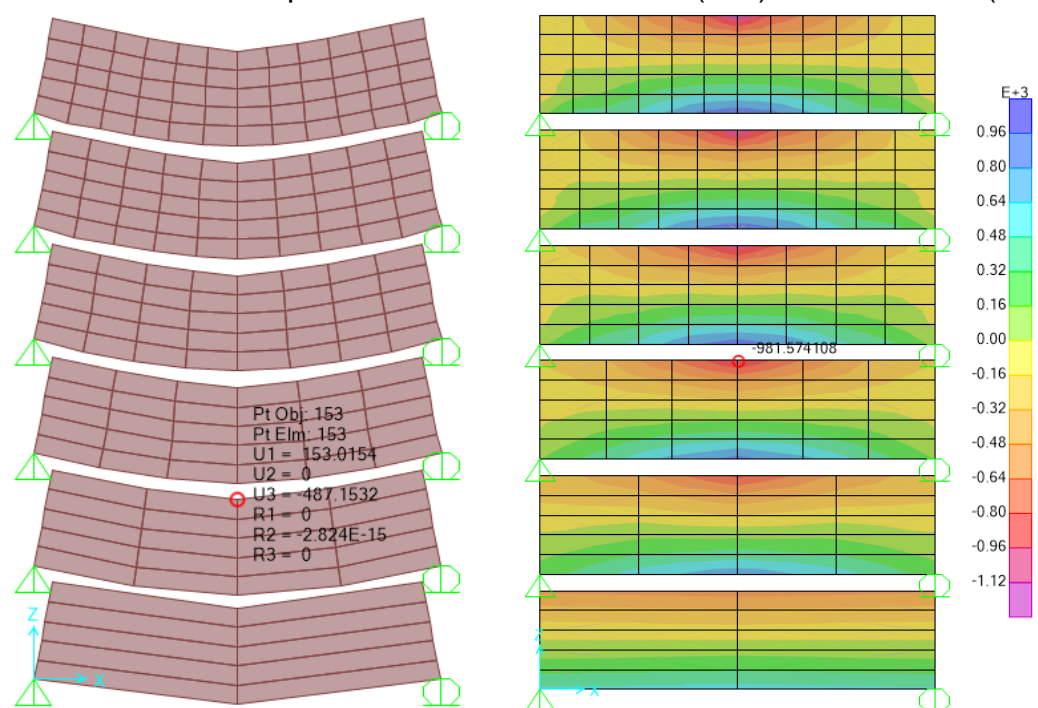 Pt Obj: 153
Pt Elm: 153
U1 = 153.0154
U2 = 0
U3 = -487.1532
R1 = 0
R2 = -2.824E-15
R3 = 0
Z
X
-981.574108
Z
X
E+3
0.96
0.80
0.64
0.48
0.32
0.16
0.00
-0.16
-0.32
-0.48
-0.64
-0.80
-0.96
-1.12